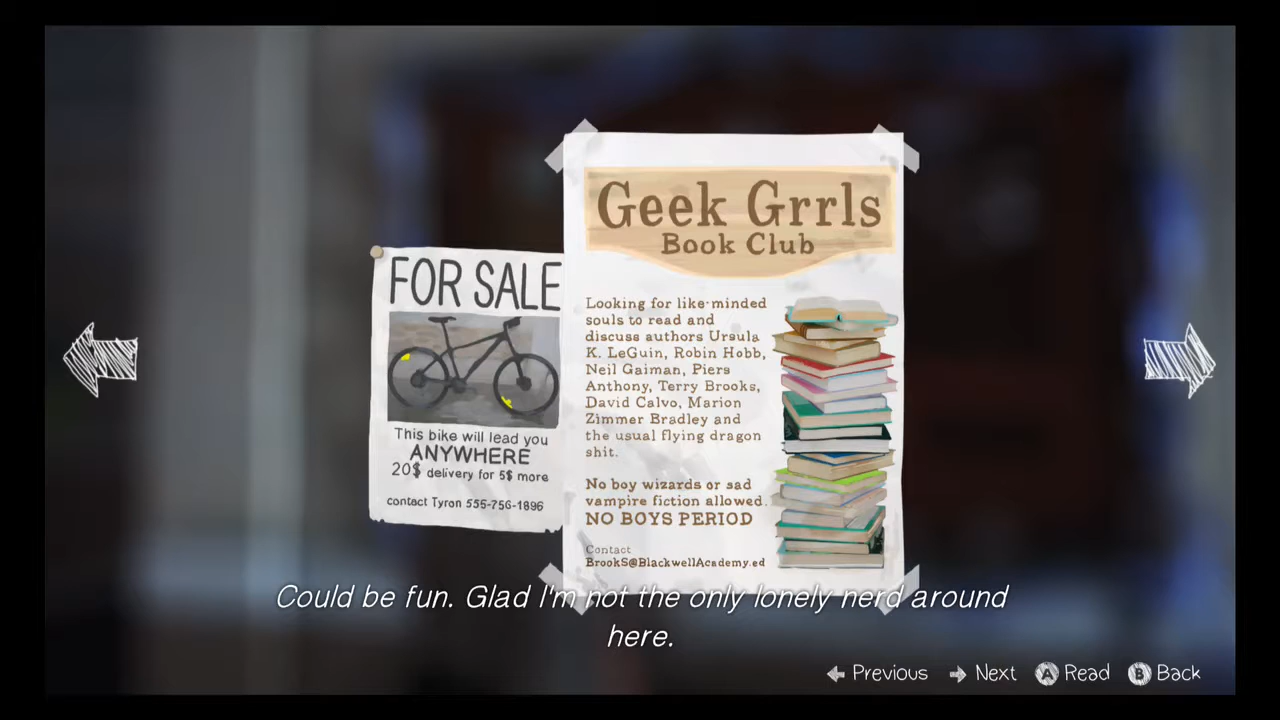 FOR SALE
This bike will lead you
ANYWHERE
20$ delivery for 5$ more
contact Tyron 555-756-1896
Geek Grrls
Book Club
Looking for like-minded
souls to read and
discuss authors Ursula
K. LeGuin, Robin Hobb,
Neil Gaiman, Piers
Anthony, Terry Brooks,
David Calvo, Marion
Zimmer Bradley and
the usual flying dragon
shit.
No boy wizards or sad
vampire fiction allowed.
NO BOYS PERIOD
Contact
BrookS@BlackwellAcademy.ed
Could be fun. Glad I'm not the only lonely nerd around
here.
Previous Next A Read B Back